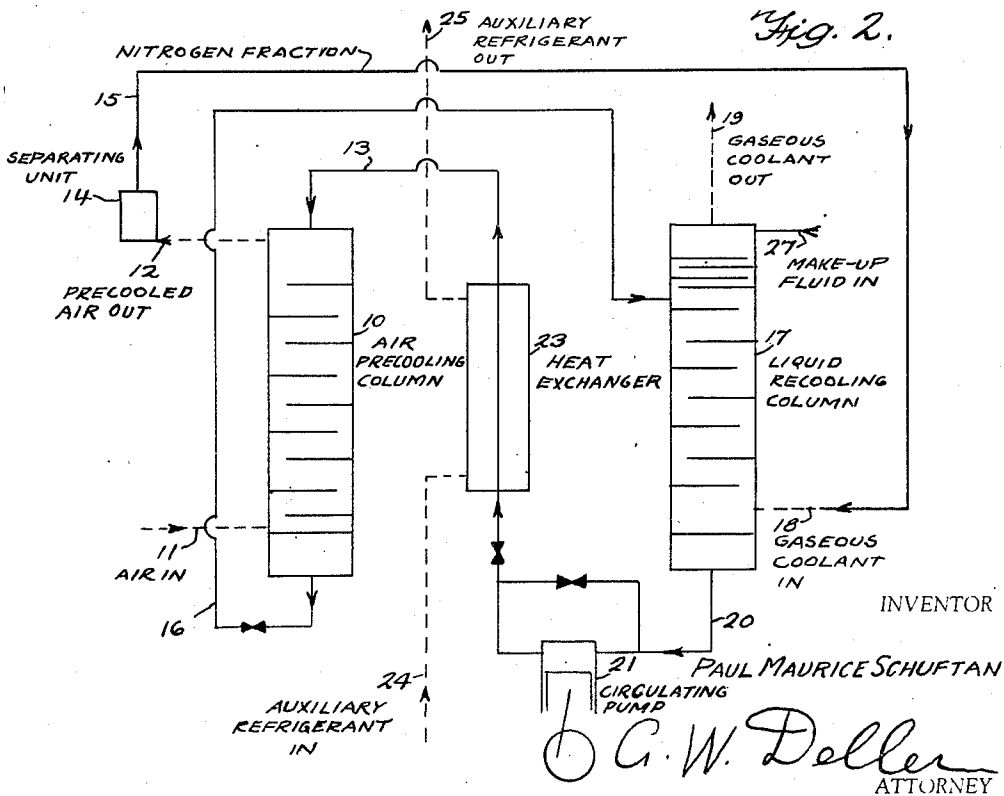 Fig. 2.
25 AUXILIARY
REFRIGERANT
OUT
NITROGEN FRACTION
15
19
GASEOUS
COOLANT
OUT
13
SEPARATING
UNIT
14
27
MAKE-UP
FLUID IN
12
PRECOOLED
AIR OUT
10
AIR
PRECOOLING
COLUMN
23
HEAT
EXCHANGER
17
LIQUID
RECOOLING
COLUMN
11
AIR IN
18
GASEOUS
COOLANT
IN
16
20
INVENTOR
24
AUXILIARY
REFRIGERANT
IN
21
CIRCULATING
PUMP
PAUL MAURICE SCHUFTAN
G. W. Deller
ATTORNEY